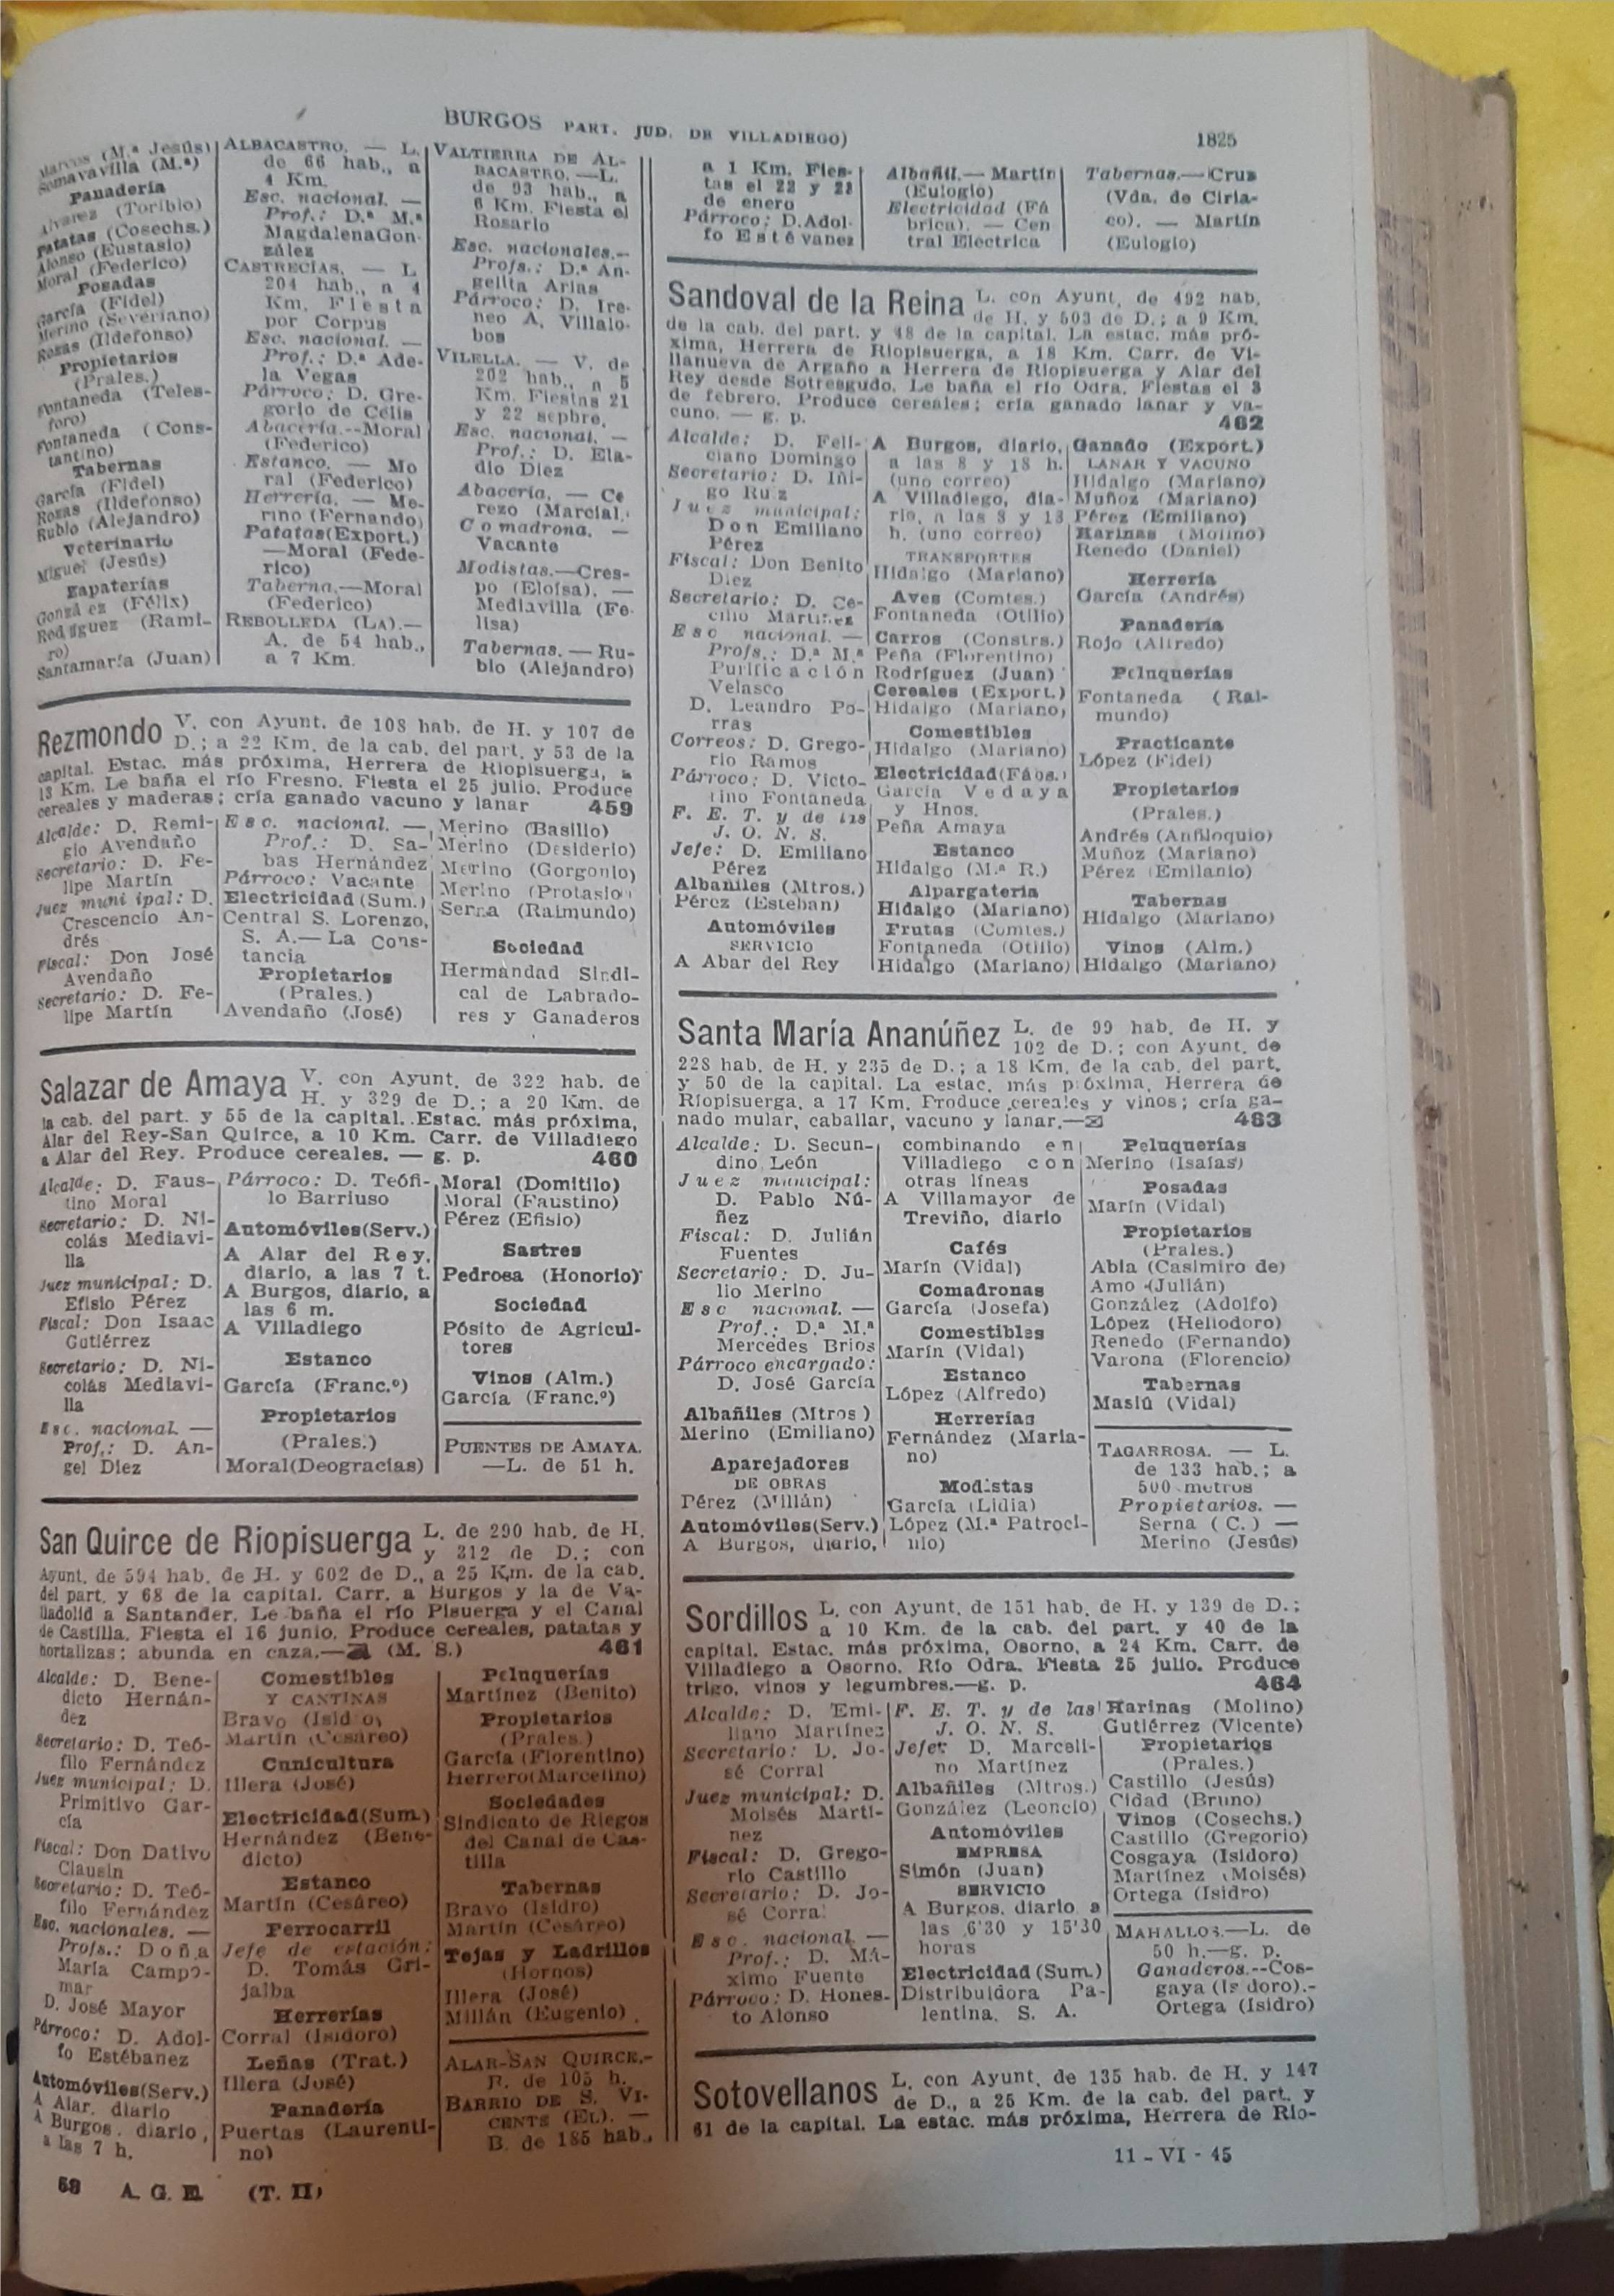 BURGOS PART. JUD. DE VILLADIEGO)
1825
Marcos (M.ª Jesús)
Somavavilla (M.ª)
Panadería
Alvarez (Toribio)
Patatas (Cosechs.)
Alonso (Eustasio)
Moral (Federico)
Posadas
García (Fidel)
Merino (Severiano)
Rozas (Ildefonso)
Propietarios
(Prales.)
Fontaneda (Teles-
foro)
Fontaneda (Cons-
tantino)
Tabernas
García (Fidel)
Rozas (Ildefonso)
Rubio (Alejandro)
Veterinario
Miguel (Jesús)
Zapaterías
Gonzá ez (Félix)
Rodríguez (Rami-
ro)
Santamaría (Juan)
ALBACASTRO. — L.
de 66 hab., a
4 Km.
Esc. nacional. —
Prof.: D.ª M.ª
MagdalenaGon-
zález
CASTRECIAS. — L
204 hab., a 4
Km. Fiesta
por Corpus
Esc. nacional. —
Prof.: D.ª Ade-
la Vegas
Párroco: D. Gre-
gorio de Célis
Abacería.--Moral
(Federico)
Estanco. — Mo
ral (Federico)
Herrería. — Me-
rino (Fernando)
Patatas(Export.)
—Moral (Fede-
rico)
Taberna.—Moral
(Federico)
REBOLLEDA (LA).—
A. de 54 hab.,
a 7 Km.
VALTIERRA DE AL-
BACASTRO. —L.
de 93 hab., a
6 Km. Fiesta el
Rosario
Esc. nacionales.—
Profs.: D.ª An-
gelita Arias
Párroco: D. Ire-
neo A. Villalo-
bos
VILELLA. — V. de
202 hab., a 5
Km. Fiestas 21
y 22 sepbre.
Esc. nacional. —
Prof.: D. Ela-
dio Diez
Abacería. — Ce
rezo (Marcial.
Comadrona. —
Vacante
Modistas.—Cres-
po (Eloísa). —
Mediavilla (Fe-
lisa)
Tabernas. — Ru-
bio (Alejandro)
Rezmondo V. con Ayunt. de 108 hab. de H. y 107 de
D.; a 22 Km. de la cab. del part. y 53 de la
capital. Estac. más próxima, Herrera de Riopisuerga, a
13 Km. Le baña el río Fresno. Fiesta el 25 julio. Produce
cereales y maderas; cría ganado vacuno y lanar 459
Alcalde: D. Remi-
gio Avendaño
Secretario: D. Fe-
lipe Martín
Juez muni ipal: D.
Crescencio An-
drés
Fiscal: Don José
Avendaño
Secretario: D. Fe-
lipe Martín
Esc. nacional. —
Prof.: D. Sa-
bas Hernández
Párroco: Vacante
Electricidad (Sum.)
Central S. Lorenzo,
S. A.— La Cons-
tancia
Propietarios
(Prales.)
Avendaño (José)
Merino (Basilio)
Merino (Desiderio)
Merino (Gorgonio)
Merino (Protasio)
Serra (Raimundo)
Sociedad
Hermandad Sindi-
cal de Labrado-
res y Ganaderos
Salazar de Amaya V. con Ayunt. de 322 hab. de
H. y 329 de D.; a 20 Km. de
la cab. del part. y 55 de la capital. Estac. más próxima,
Alar del Rey-San Quirce, a 10 Km. Carr. de Villadiego
a Alar del Rey. Produce cereales. — g. p. 460
Alcalde: D. Faus-
tino Moral
Secretario: D. Ni-
colás Mediavi-
lla
Juez municipal: D.
Efisio Pérez
Fiscal: Don Isaac
Gutiérrez
Secretario: D. Ni-
colás Mediavi-
lla
Esc. nacional. —
Prof.: D. An-
gel Diez
Párroco: D. Teófi-
lo Barriuso
Automóviles(Serv.)
A Alar del Rey,
diario, a las 7 t.
A Burgos, diario, a
las 6 m.
A Villadiego
Estanco
García (Franc.º)
Propietarios
(Prales.)
Moral(Deogracias)
Moral (Domitilo)
Moral (Faustino)
Pérez (Efisio)
Sastres
Pedrosa (Honorio)
Sociedad
Pósito de Agricul-
tores
Vinos (Alm.)
García (Franc.º)
PUENTES DE AMAYA.
—L. de 51 h.
San Quirce de Riopisuerga L. de 290 hab. de H.
y 312 de D.; con
Ayunt. de 594 hab. de H. y 602 de D., a 25 Km. de la cab.
del part. y 68 de la capital. Carr. a Burgos y la de Va-
lladolid a Santander. Le baña el río Pisuerga y el Canal
de Castilla. Fiesta el 16 junio. Produce cereales, patatas y
hortalizas; abunda en caza.— (M. S.) 461
Alcalde: D. Bene-
dicto Hernán-
dez
Secretario: D. Teó-
filo Fernández
Juez municipal: D.
Primitivo Gar-
cía
Fiscal: Don Dativo
Clausin
Secretario: D. Teó-
filo Fernández
Esc. nacionales. —
Profs.: Doña
María Campo-
mar
D. José Mayor
Párroco: D. Adol-
fo Estébanez
Automóviles(Serv.)
A Alar. diario
A Burgos. diario,
a las 7 h.
Comestibles
Y CANTINAS
Bravo (Isid o)
Martín (Cesáreo)
Cunicultura
Illera (José)
Electricidad(Sum.)
Hernández (Bene-
dicto)
Estanco
Martín (Cesáreo)
Ferrocarril
Jefe de estación:
D. Tomás Gri-
jalba
Herrerías
Corral (Isidoro)
Leñas (Trat.)
Illera (José)
Panadería
Puertas (Laurenti-
no)
Peluquerías
Martínez (Benito)
Propietarios
(Prales.)
García (Florentino)
Herrero(Marcelino)
Sociedades
Sindicato de Riegos
del Canal de Cas-
tilla
Tabernas
Bravo (Isidro)
Martín (Cesáreo)
Tejas y Ladrillos
(Hornos)
Illera (José)
Millán (Eugenio)
ALAR-SAN QUIRCE.-
B. de 105 h.
BARRIO DE S. VI-
CENTE (EL). —
B. de 185 hab.,
58 A. G. E. (T. II)
a 1 Km. Fies-
tas el 22 y 23
de enero
Párroco: D. Adol-
fo Estévanez
Albañil.— Martín
(Eulogio)
Electricidad (Fá
brica). — Cen
tral Eléctrica
Tabernas.— Cruz
(Vda. de Ciria-
co). — Martín
(Eulogio)
Sandoval de la Reina L. con Ayunt. de 492 hab.
de H. y 503 de D.; a 9 Km.
de la cab. del part. y 48 de la capital. La estac. más pró-
xima, Herrera de Riopisuerga, a 18 Km. Carr. de Vi-
llanueva de Argaño a Herrera de Riopisuerga y Alar del
Rey desde Sotresgudo. Le baña el río Odra. Fiestas el 3
de febrero. Produce cereales; cría ganado lanar y va-
cuno. — g. p. 462
Alcalde: D. Feli-
ciano Domingo
Secretario: D. Iñi-
go Ruiz
Juez municipal:
Don Emiliano
Pérez
Fiscal: Don Benito
Diez
Secretario: D. Ce-
cilio Martínez
Esc nacional. —
Profs.: D.ª M.ª
Purificación
Velasco
D. Leandro Po-
rras
Correos: D. Grego-
rio Ramos
Párroco: D. Victo-
rino Fontaneda
F. E. T. y de las
J. O. N. S.
Jefe: D. Emiliano
Pérez
Albañiles (Mtros.)
Pérez (Esteban)
Automóviles
SERVICIO
A Abar del Rey
A Burgos, diario,
a las 8 y 18 h.
(uno correo)
A Villadiego, dia-
rio, a las 8 y 13
h. (uno correo)
TRANSPORTES
Hidalgo (Mariano)
Aves (Comtes.)
Fontaneda (Otilio)
Carros (Constrs.)
Peña (Florentino)
Rodríguez (Juan)
Cereales (Export.)
Hidalgo (Mariano)
Comestibles
Hidalgo (Mariano)
Electricidad(Fábs.)
García Vedaya
y Hnos.
Peña Amaya
Estanco
Hidalgo (M.ª R.)
Alpargatería
Hidalgo (Mariano)
Frutas (Comtes.)
Fontaneda (Otilio)
Hidalgo (Mariano)
Ganado (Export.)
LANAR Y VACUNO
Hidalgo (Mariano)
Muñoz (Mariano)
Pérez (Emiliano)
Harinas (Molino)
Renedo (Daniel)
Herrería
García (Andrés)
Panadería
Rojo (Alfredo)
Peluquerías
Fontaneda (Rai-
mundo)
Practicante
López (Fidel)
Propietarios
(Prales.)
Andrés (Anfiloquio)
Muñoz (Mariano)
Pérez (Emilanio)
Tabernas
Hidalgo (Mariano)
Vinos (Alm.)
Hidalgo (Mariano)
Santa María Ananúñez L. de 99 hab. de H. y
102 de D.; con Ayunt. de
228 hab. de H. y 235 de D.; a 18 Km. de la cab. del part.
y 50 de la capital. La estac. más próxima, Herrera de
Riopisuerga, a 17 Km. Produce cereales y vinos; cría ga-
nado mular, caballar, vacuno y lanar.— 463
Alcalde: D. Secun-
dino León
Juez municipal:
D. Pablo Nú-
ñez
Fiscal: D. Julián
Fuentes
Secretario: D. Ju-
lio Merino
Esc nacional. —
Prof.: D.ª M.ª
Mercedes Brios
Párroco encargado:
D. José García
Albañiles (Mtros )
Merino (Emiliano)
Aparejadores
DE OBRAS
Pérez (Millán)
Automóviles(Serv.)
A Burgos, diario,
combinando en
Villadiego con
otras líneas
A Villamayor de
Treviño, diario
Cafés
Marín (Vidal)
Comadronas
García (Josefa)
Comestibles
Marín (Vidal)
Estanco
López (Alfredo)
Herrerías
Fernández (Maria-
no)
Modistas
García (Lidia)
López (M.ª Patroci-
nio)
Peluquerías
Merino (Isaías)
Posadas
Marín (Vidal)
Propietarios
(Prales.)
Abia (Casimiro de)
Amo (Julián)
González (Adolfo)
López (Heliodoro)
Renedo (Fernando)
Varona (Florencio)
Tabernas
Masiú (Vidal)
TAGARROSA. — L.
de 133 hab.; a
500 metros
Propietarios. —
Serna (C.) —
Merino (Jesús)
Sordillos L. con Ayunt. de 151 hab. de H. y 139 de D.;
a 10 Km. de la cab. del part. y 40 de la
capital. Estac. más próxima, Osorno, a 24 Km. Carr. de
Villadiego a Osorno. Río Odra. Fiesta 25 julio. Produce
trigo, vinos y legumbres.—g. p. 464
Alcalde: D. Emi-
liano Martínez
Secretario: D. Jo-
sé Corral
Juez municipal: D.
Moisés Martí-
nez
Fiscal: D. Grego-
rio Castillo
Secretario: D. Jo-
sé Corra
Esc. nacional. —
Prof.: D. Má-
ximo Fuente
Párroco: D. Hones-
to Alonso
F. E. T. y de las
J. O. N. S.
Jefe: D. Marceli-
no Martínez
Albañiles (Mtros.)
González (Leoncio)
Automóviles
EMPRESA
Simón (Juan)
SERVICIO
A Burgos. diario a
las 6'30 y 15'30
horas
Electricidad (Sum.)
Distribuidora Pa-
lentina, S. A.
Harinas (Molino)
Gutiérrez (Vicente)
Propietarios
(Prales.)
Castillo (Jesús)
Cidad (Bruno)
Vinos (Cosechs.)
Castillo (Gregorio)
Cosgaya (Isidoro)
Martínez (Moisés)
Ortega (Isidro)
MAHALLOS.—L. de
50 h.—g. p.
Ganaderos.--Cos-
gaya (Is doro).-
Ortega (Isidro)
Sotovellanos L. con Ayunt. de 135 hab. de H. y 147
de D., a 25 Km. de la cab. del part. y
61 de la capital. La estac. más próxima, Herrera de Rio-
11 - VI - 45